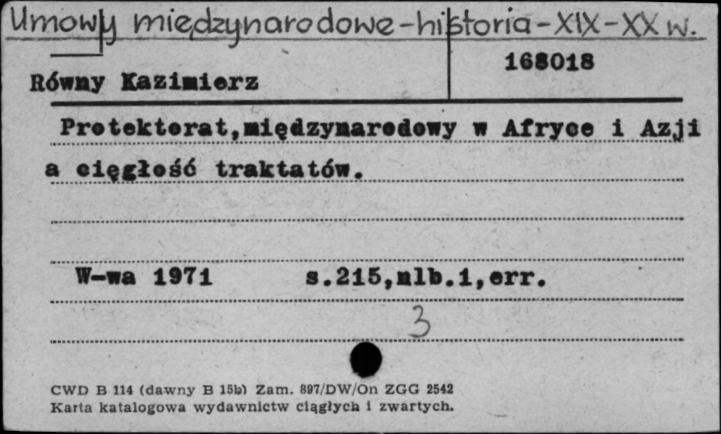 Umowy międzynarodowe-historia-XIX-XX w.
168018
Równy Kazimierz
Protektorat,międzynarodowy w Afryce i Azji
a cięgłość traktatów.
W-wa 1971 s.215,nlb.1,err.
3
CWD B 114 (dawny B 15b) Zam. 897/DW/On ZGG 2542
Karta katalogowa wydawnictw ciągłych i zwartych.